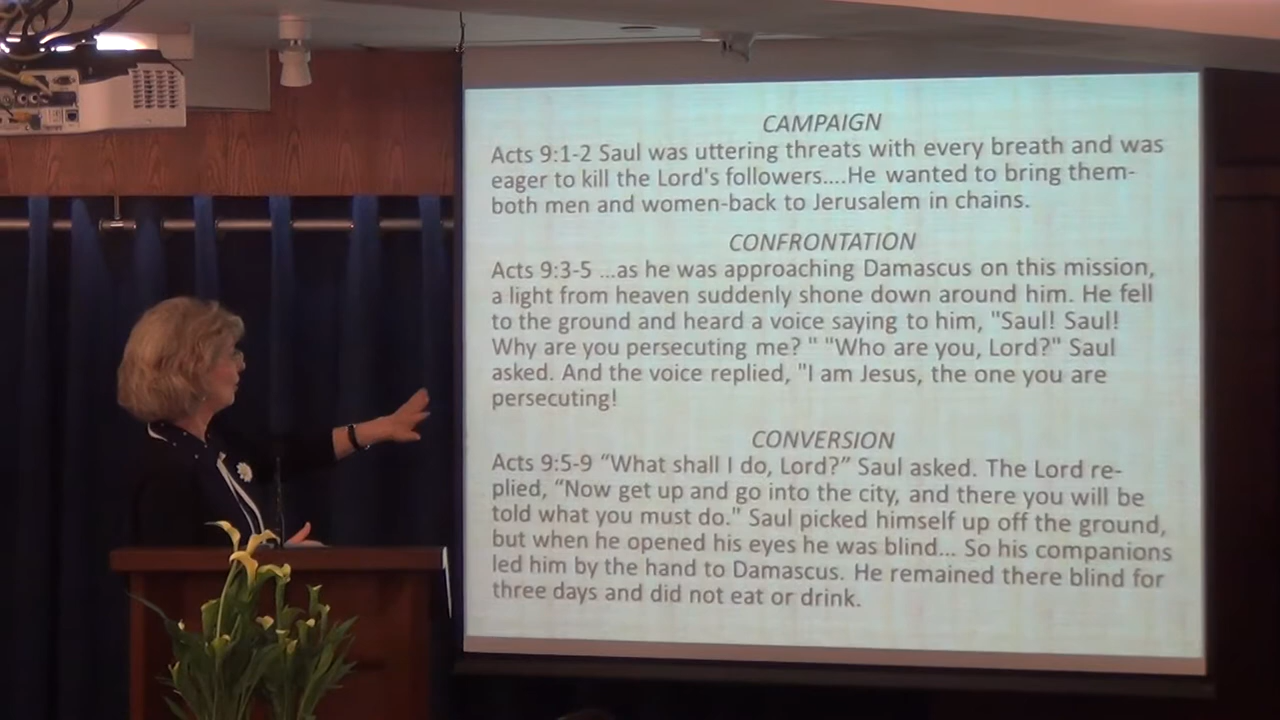 CAMPAIGN
Acts 9:1-2 Saul was uttering threats with every breath and was
eager to kill the Lord's followers....He wanted to bring them-
both men and women-back to Jerusalem in chains.
CONFRONTATION
Acts 9:3-5 ...as he was approaching Damascus on this mission,
a light from heaven suddenly shone down around him. He fell
to the ground and heard a voice saying to him, "Saul! Saul!
Why are you persecuting me? " "Who are you, Lord?" Saul
asked. And the voice replied, "I am Jesus, the one you are
persecuting!
CONVERSION
Acts 9:5-9 “What shall I do, Lord?” Saul asked. The Lord re-
plied, “Now get up and go into the city, and there you will be
told what you must do." Saul picked himself up off the ground,
but when he opened his eyes he was blind... So his companions
led him by the hand to Damascus. He remained there blind for
three days and did not eat or drink.